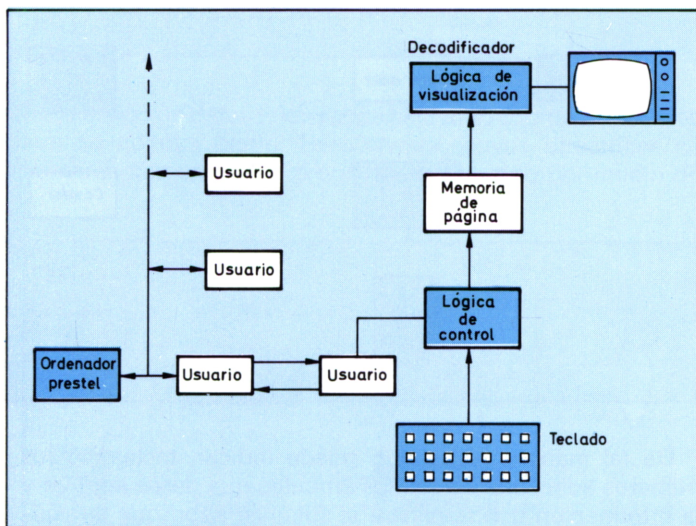 Decodificador
Lógica de
visualización
Usuario
Memoria
de
página
Usuario
Lógica
de
control
Ordenador
prestel
Usuario
Usuario
Teclado